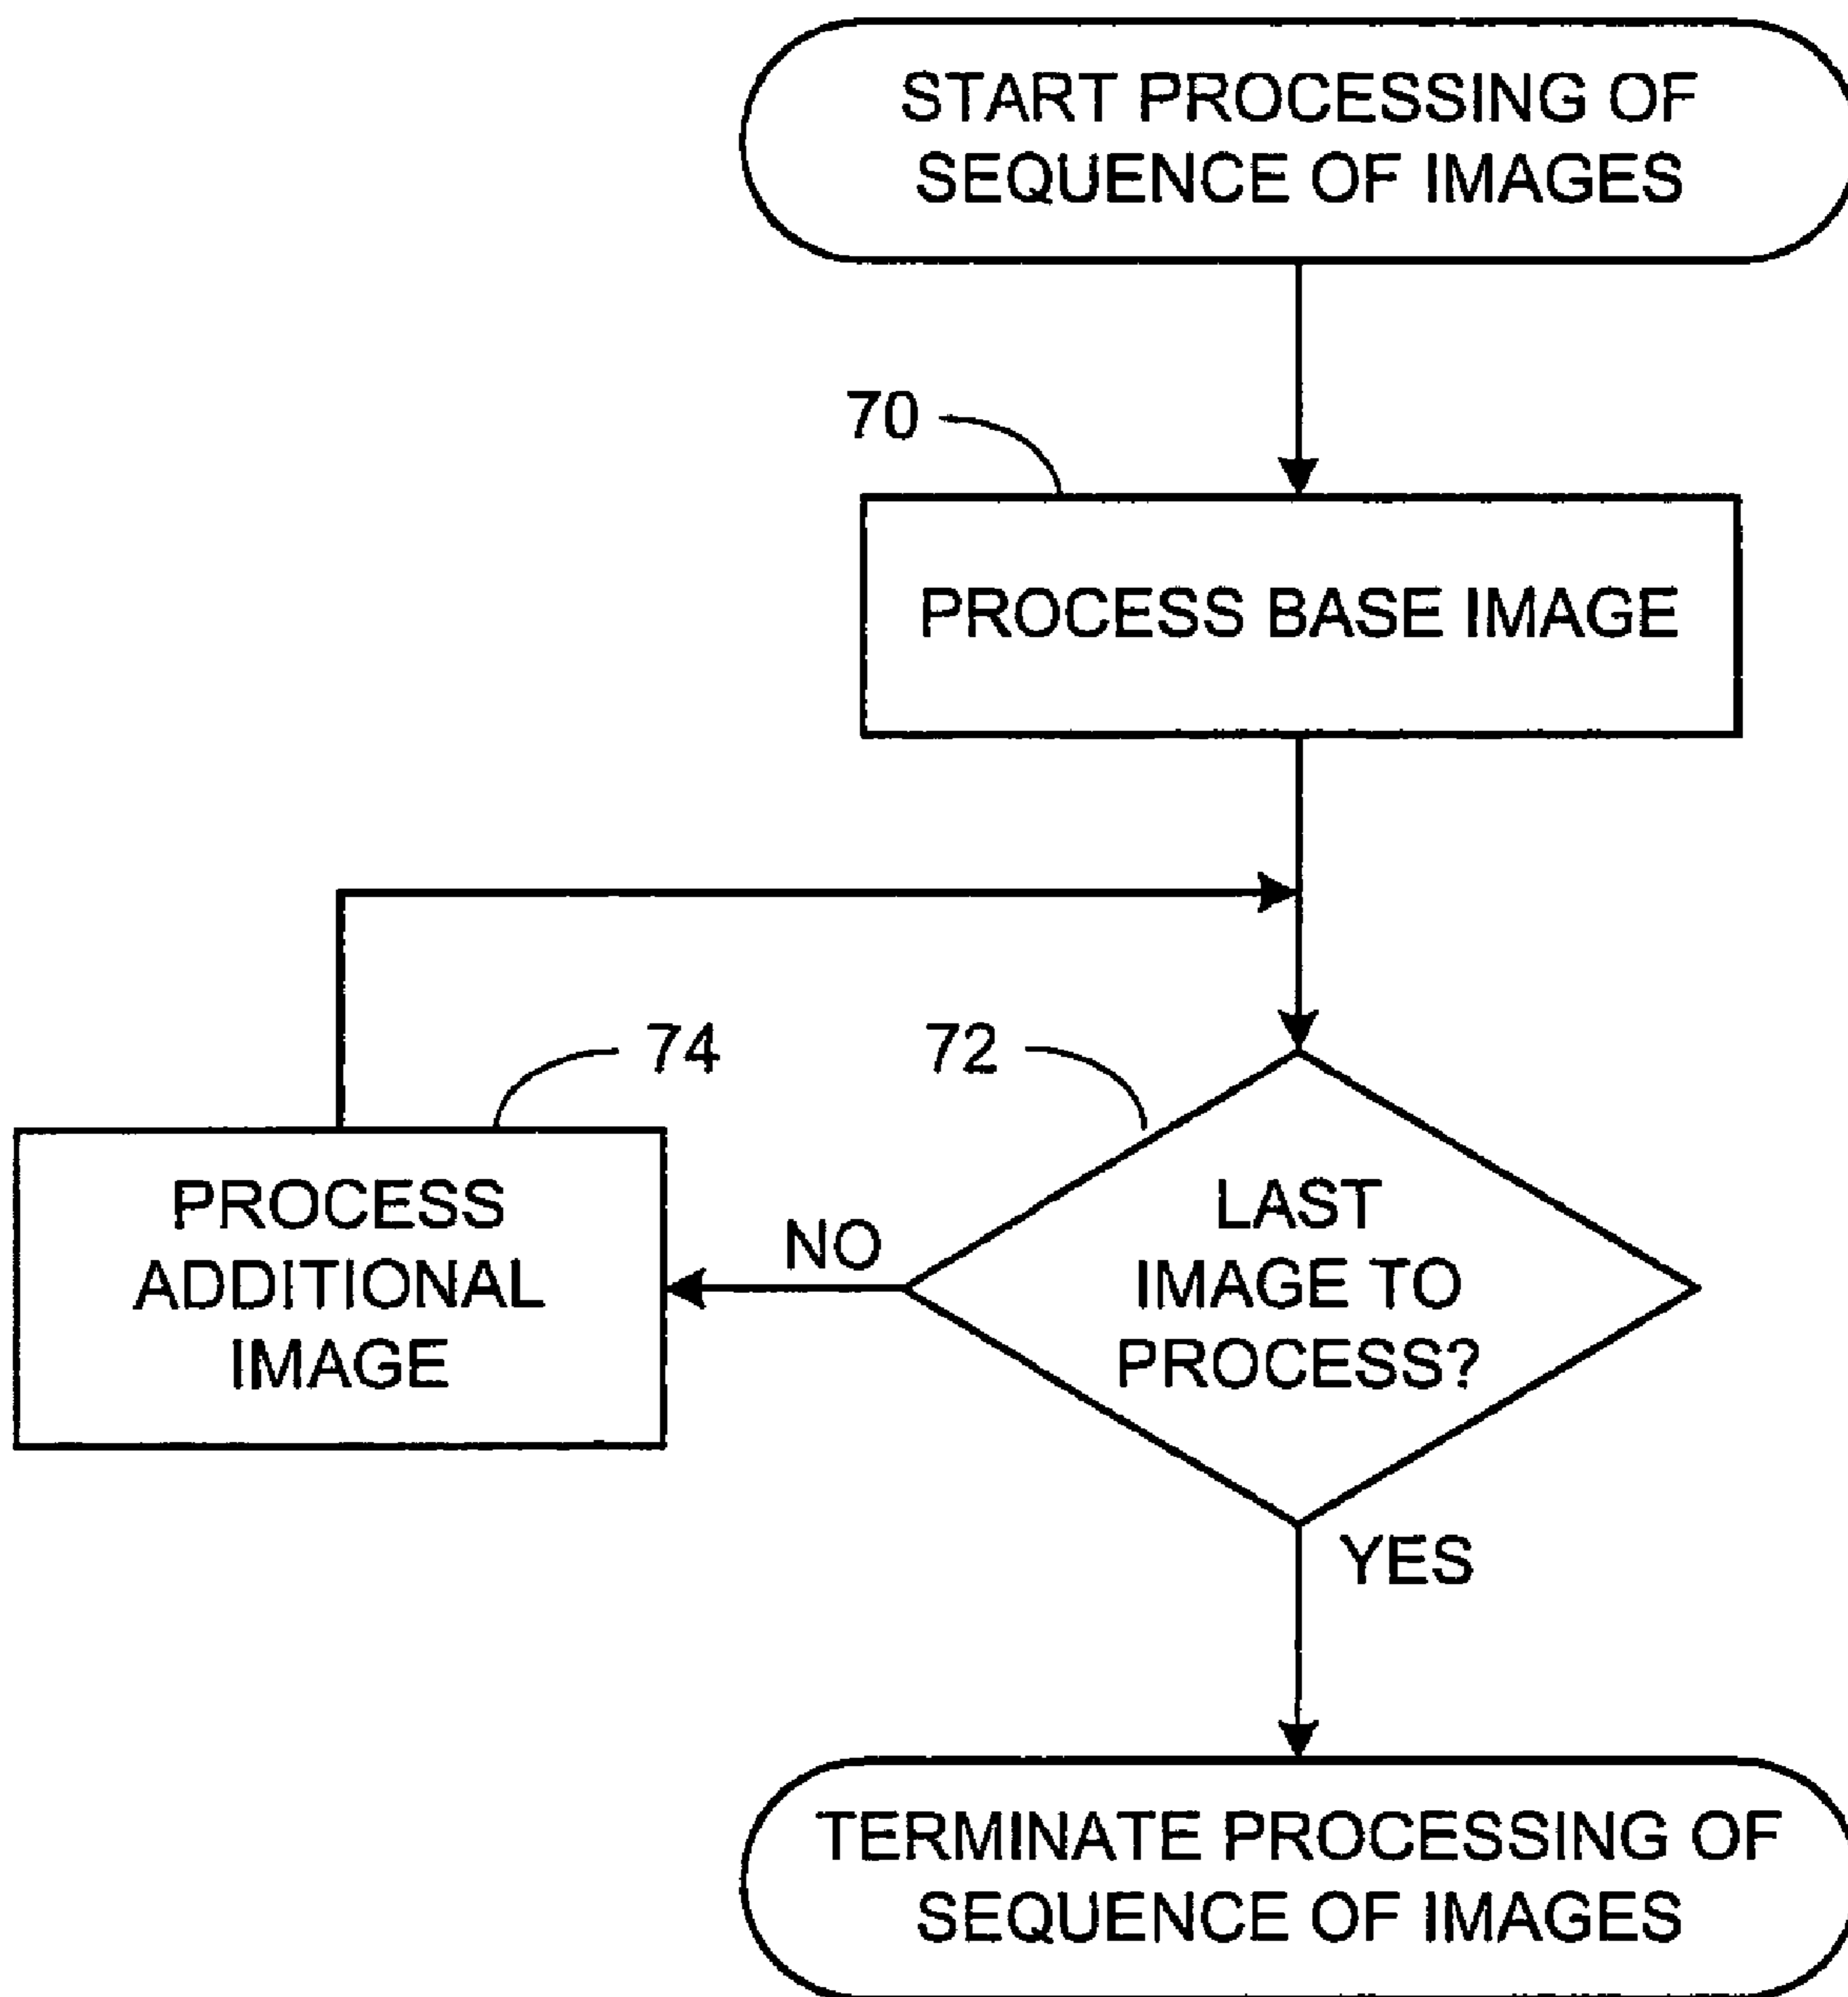 START PROCESSING OF
SEQUENCE OF IMAGES
70
PROCESS BASE IMAGE
74
72
PROCESS
ADDITIONAL
IMAGE
NO
LAST
IMAGE TO
PROCESS?
YES
TERMINATE PROCESSING OF
SEQUENCE OF IMAGES